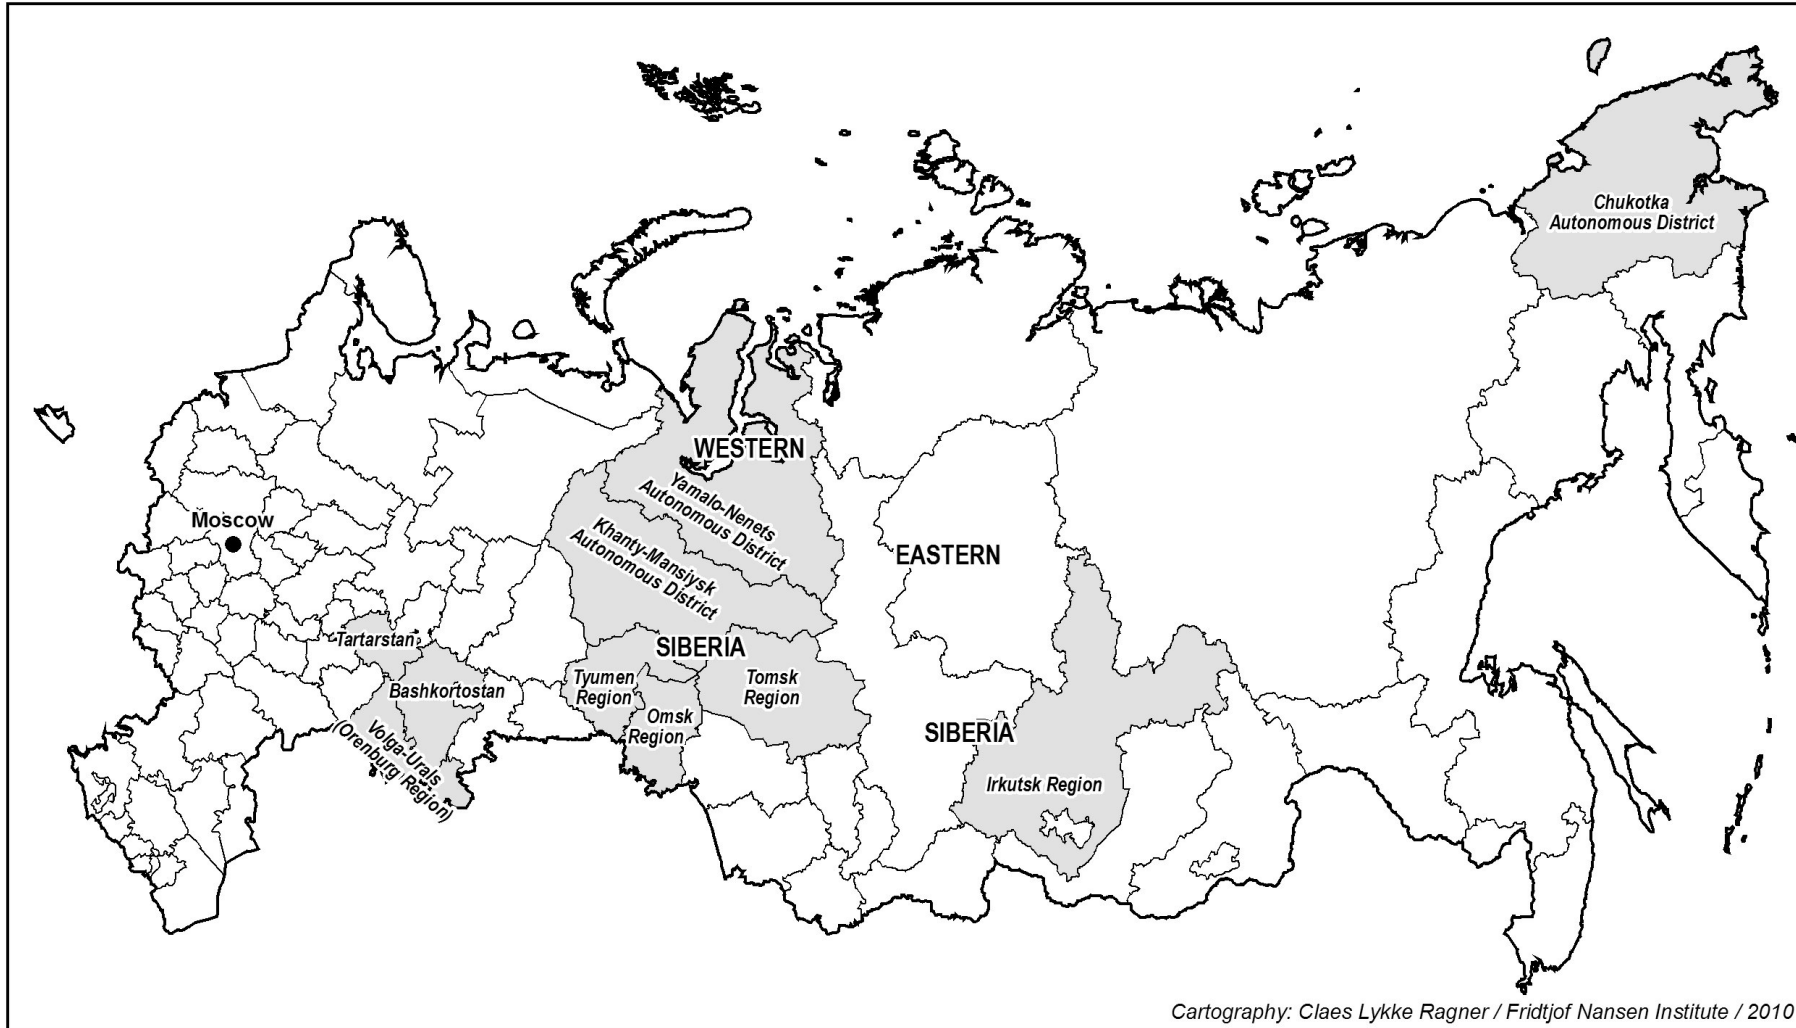 Chukotka
Autonomous District
WESTERN
Yamalo-Nenets
Autonomous District
Moscow
Khanty-Mansiysk
Autonomous District
EASTERN
Tartarstan
SIBERIA
Bashkortostan
Tyumen
Region
Tomsk
Region
Omsk
Region
Volga-Urals
(Orenburg Region)
SIBERIA
Irkutsk Region
Cartography: Claes Lykke Ragner / Fridtjof Nansen Institute / 2010